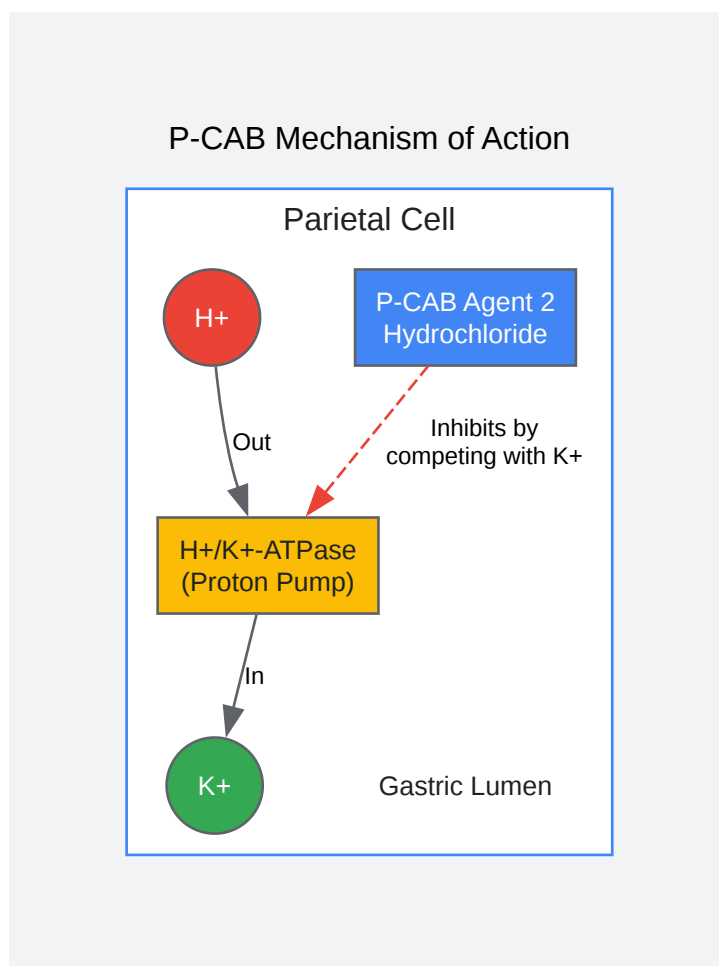 P-CAB Mechanism of Action
Parietal Cell
H+
P-CAB Agent 2
Hydrochloride
Out
Inhibits by
competing with K+
H+/K+-ATPase
(Proton Pump)
In
K+
Gastric Lumen